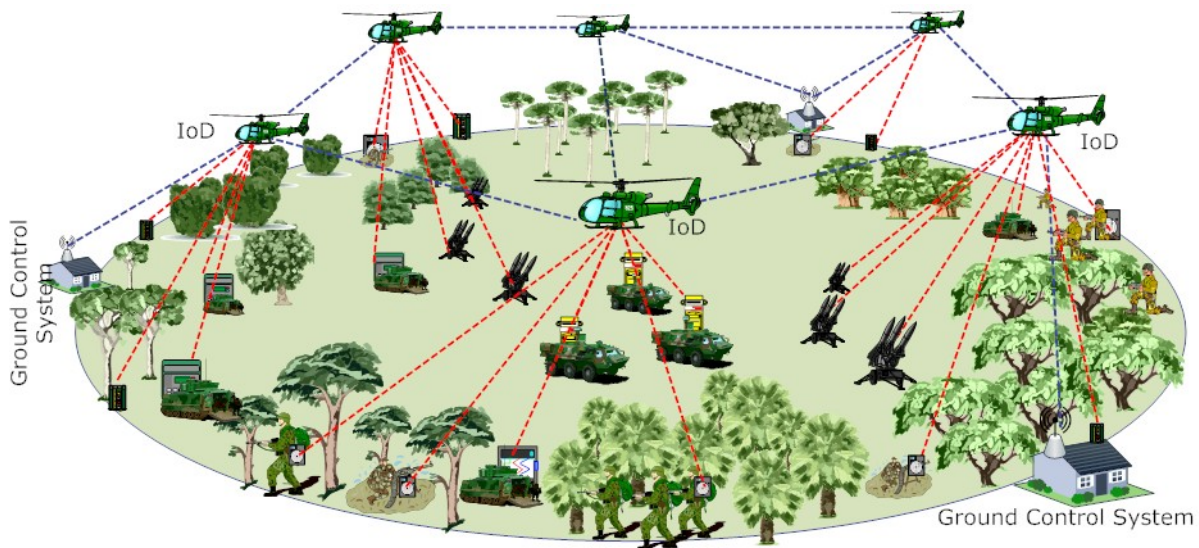 IoD
IoD
IoD
Ground Control
System
Ground Control System